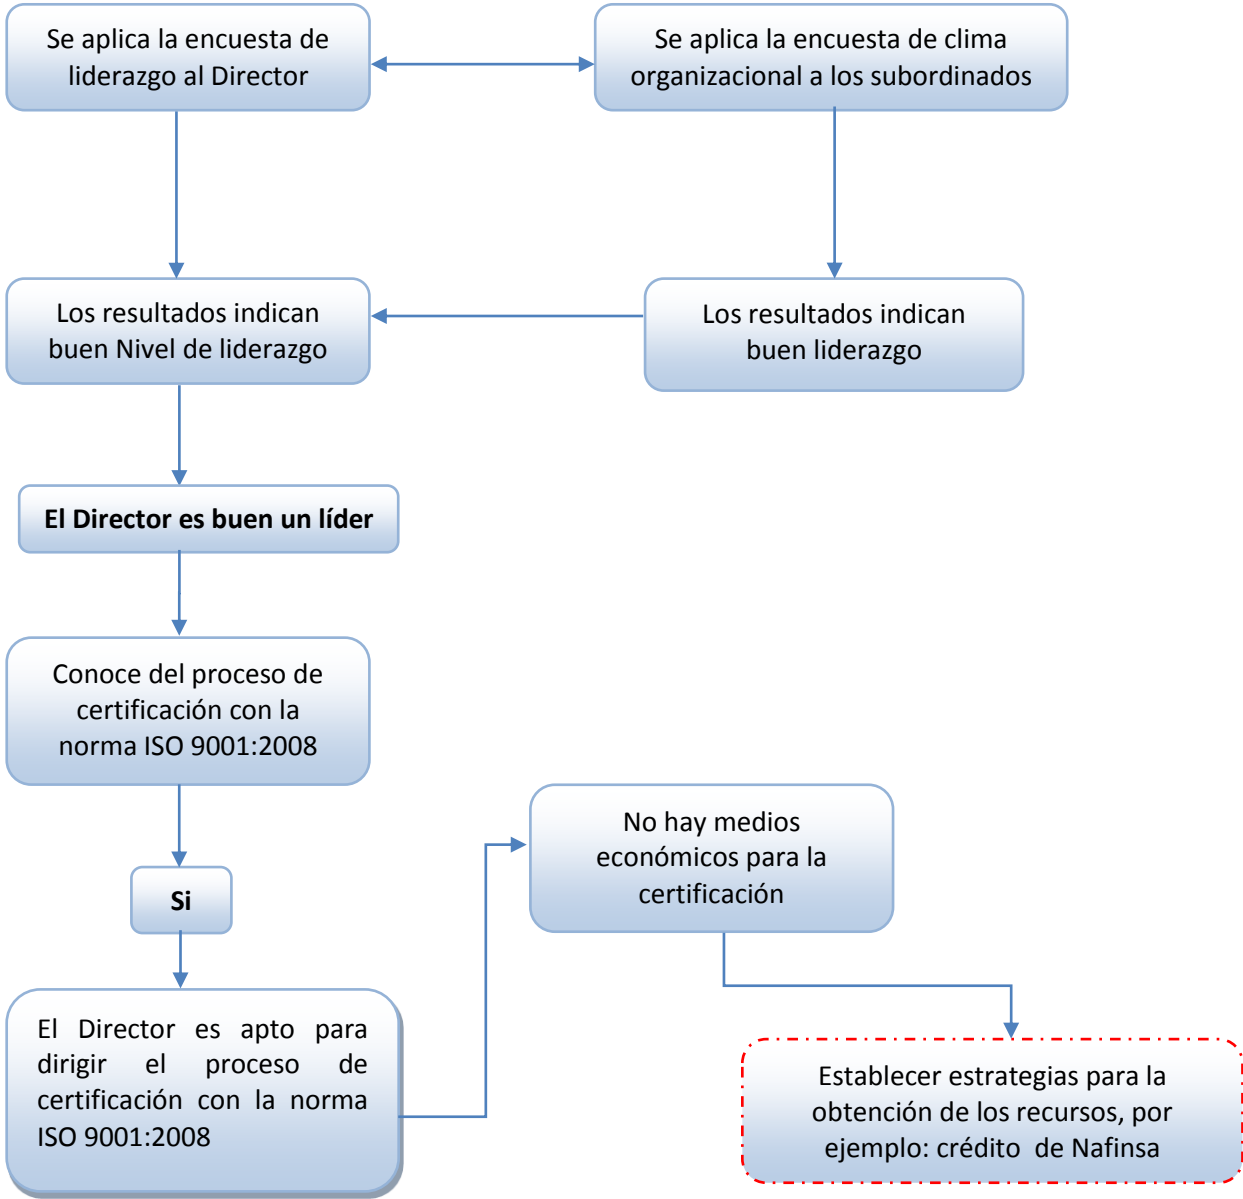 Se aplica la encuesta de
liderazgo al Director
Se aplica la encuesta de clima
organizacional a los subordinados
Los resultados indican
buen Nivel de liderazgo
Los resultados indican
buen liderazgo
El Director es buen un líder
Conoce del proceso de
certificación con la
norma ISO 9001:2008
Si
No hay medios
económicos para la
certificación
El Director es apto para
dirigir el proceso de
certificación con la norma
ISO 9001:2008
Establecer estrategias para la
obtención de los recursos, por
ejemplo: crédito de Nafinsa